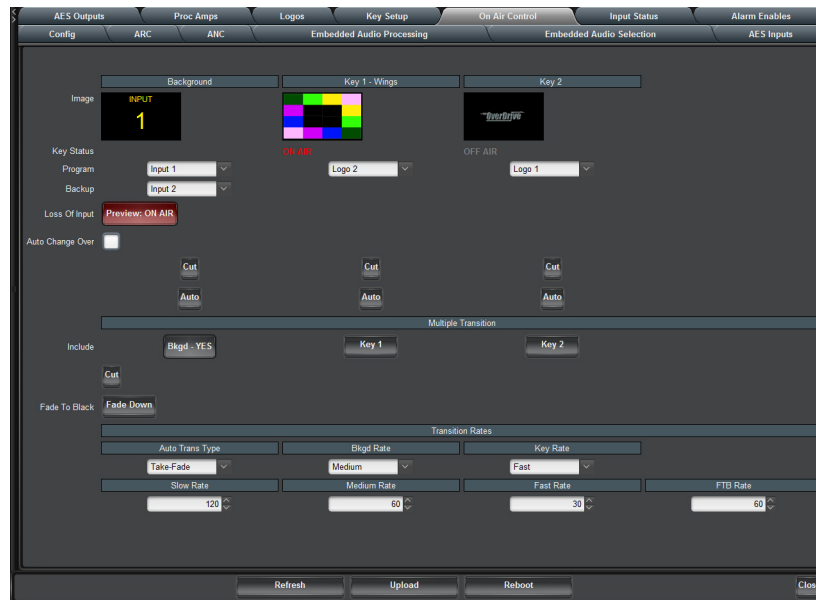 AES Outputs Proc Amps Logos Key Setup On Air Control Input Status Alarm Enables
Config ARC ANC Embedded Audio Processing Embedded Audio Selection AES Inputs
Background Key 1 - Wings Key 2
Image INPUT OverDrive
1
Key Status ON AIR OFF AIR
Program Input 1 Logo 2 Logo 1
Backup Input 2
Loss Of Input Preview: ON AIR
Auto Change Over
Cut Cut Cut
Auto Auto Auto
Multiple Transition
Include Bkgd - YES Key 1 Key 2
Cut
Fade To Black Fade Down
Transition Rates
Auto Trans Type Bkgd Rate Key Rate
Take-Fade Medium Fast
Slow Rate Medium Rate Fast Rate FTB Rate
120 60 30 60
Refresh Upload Reboot Clos